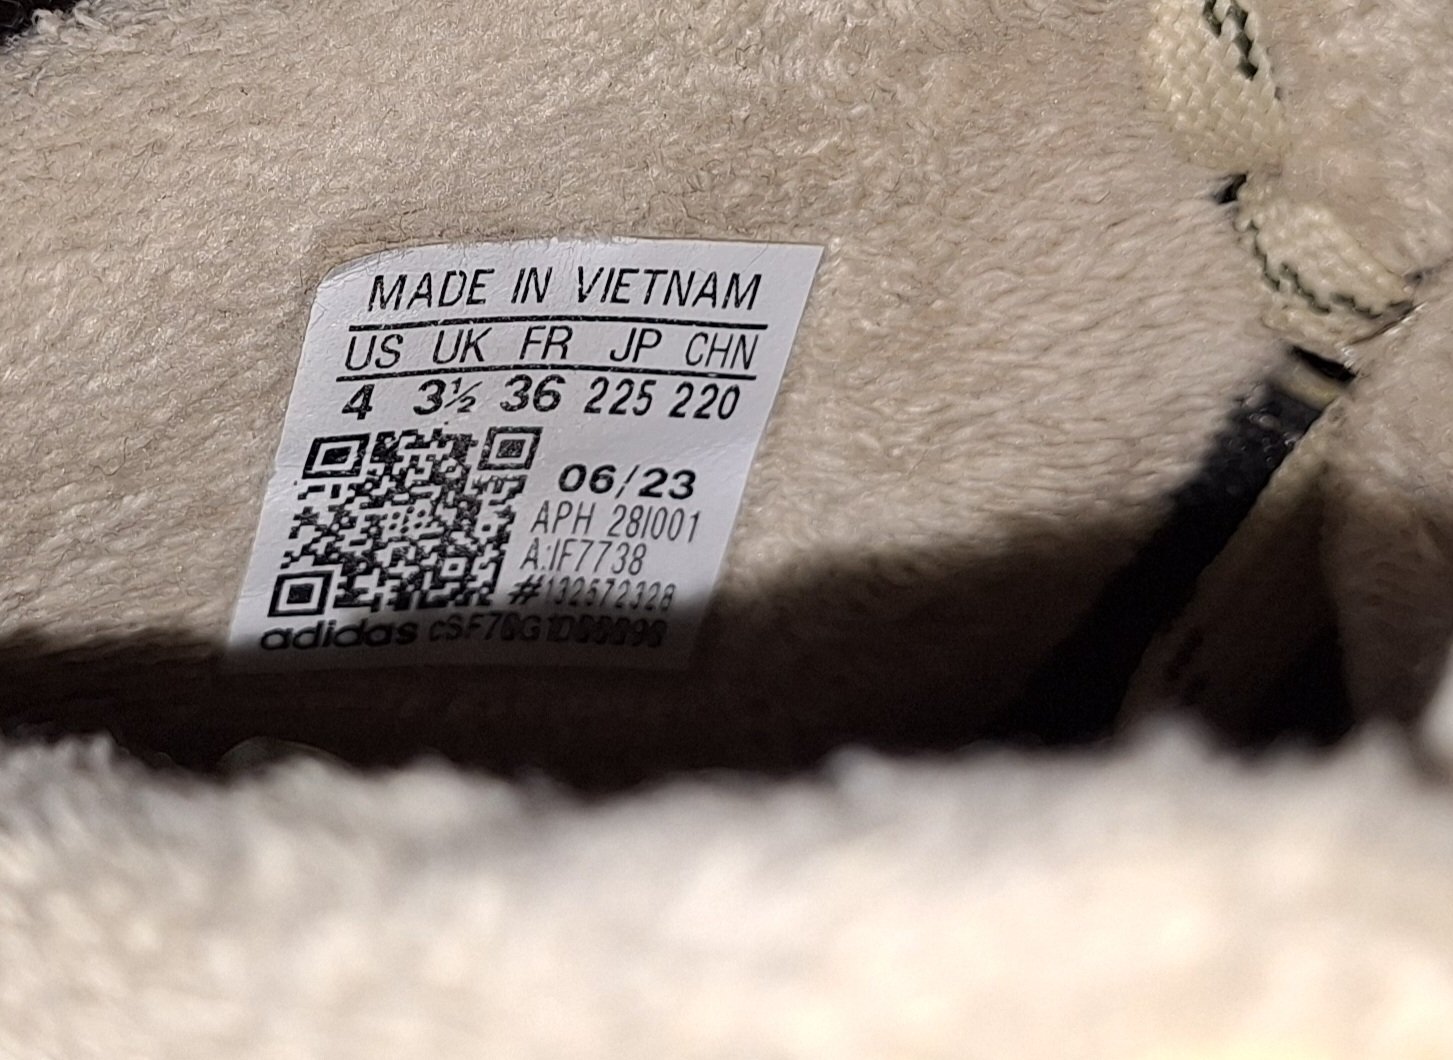 MADE IN VIETNAM
US UK FR JP CHN
4 3½ 36 225 220
06/23
APH 28I001
A:IF7738
#132572328
adidas